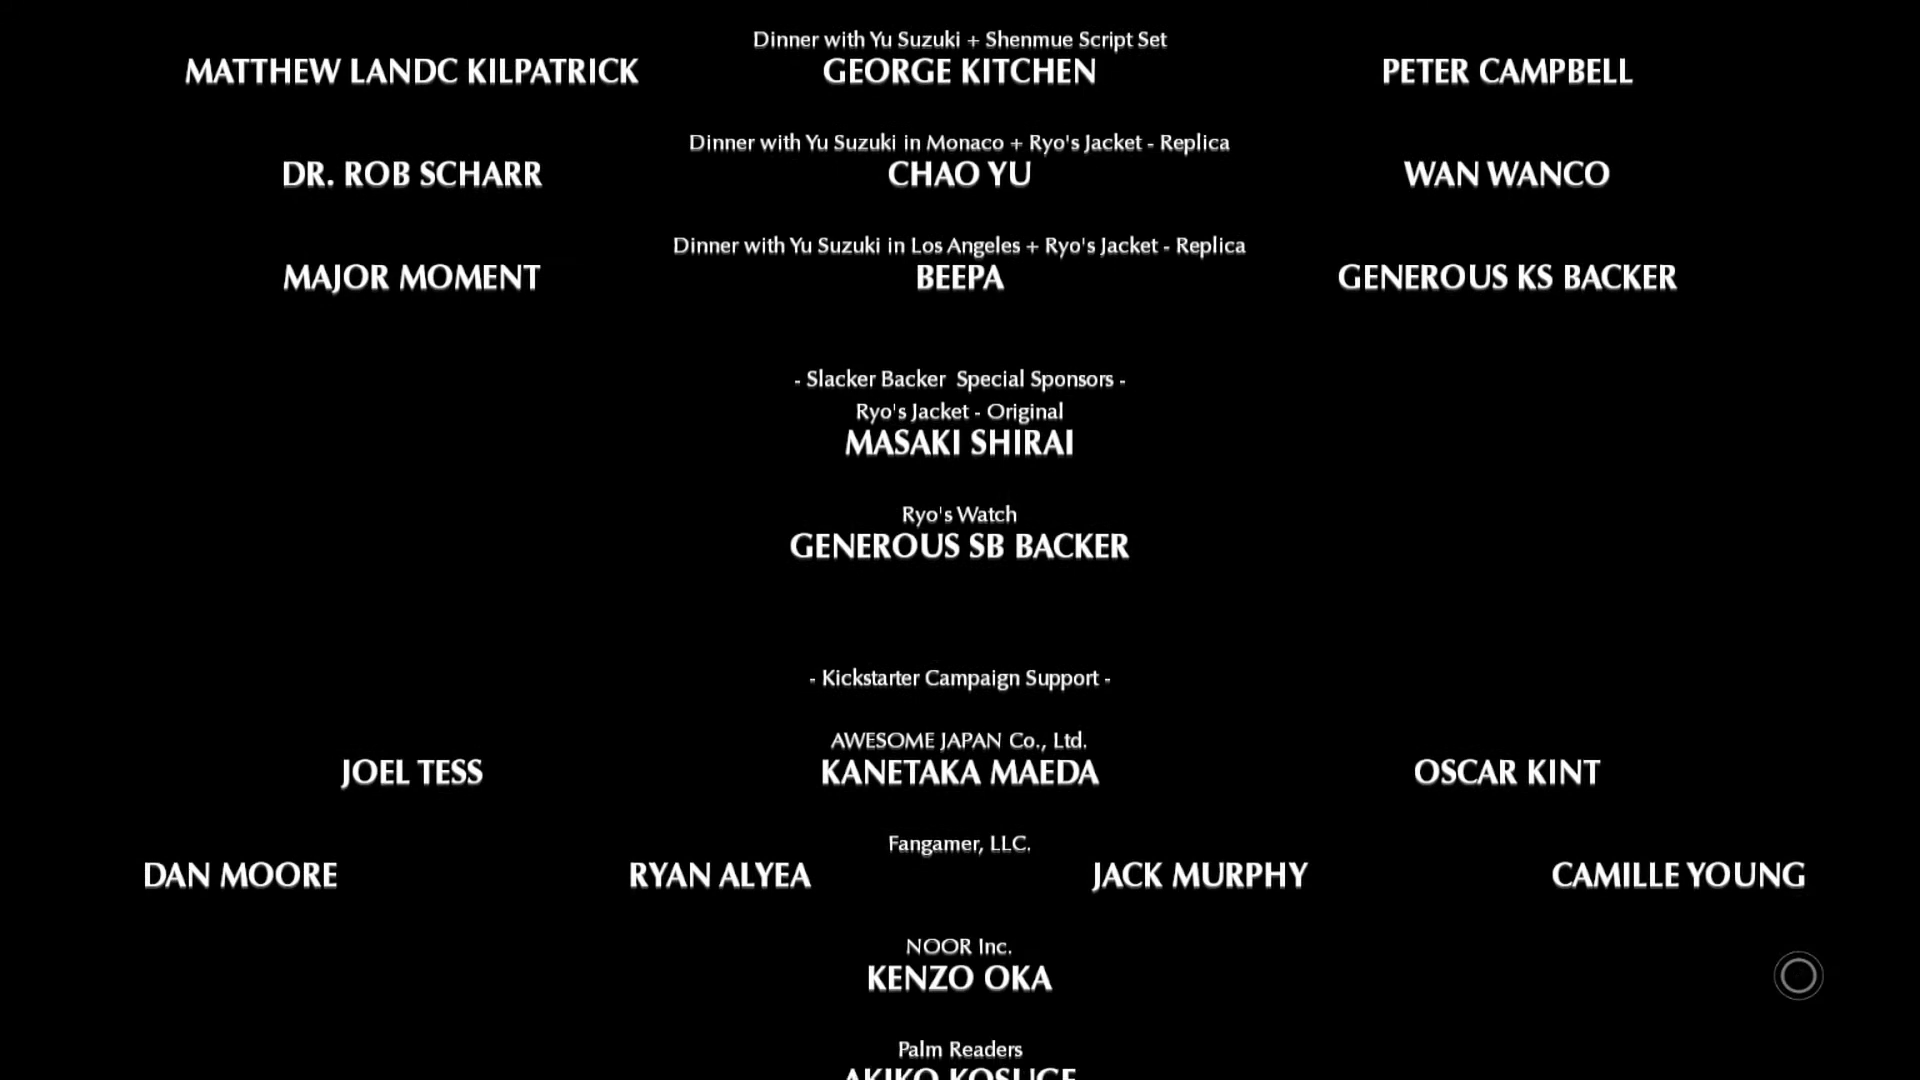 Dinner with Yu Suzuki + Shenmue Script Set
MATTHEW LANDC KILPATRICK GEORGE KITCHEN PETER CAMPBELL
Dinner with Yu Suzuki in Monaco + Ryo's Jacket - Replica
DR. ROB SCHARR CHAO YU WAN WANCO
Dinner with Yu Suzuki in Los Angeles + Ryo's Jacket - Replica
MAJOR MOMENT BEEPA GENEROUS KS BACKER
- Slacker Backer Special Sponsors -
Ryo's Jacket - Original
MASAKI SHIRAI
Ryo's Watch
GENEROUS SB BACKER
- Kickstarter Campaign Support -
AWESOME JAPAN Co., Ltd.
JOEL TESS KANETAKA MAEDA OSCAR KINT
Fangamer, LLC.
DAN MOORE RYAN ALYEA JACK MURPHY CAMILLE YOUNG
NOOR Inc.
KENZO OKA
Palm Readers
AKIKO KOSUGE